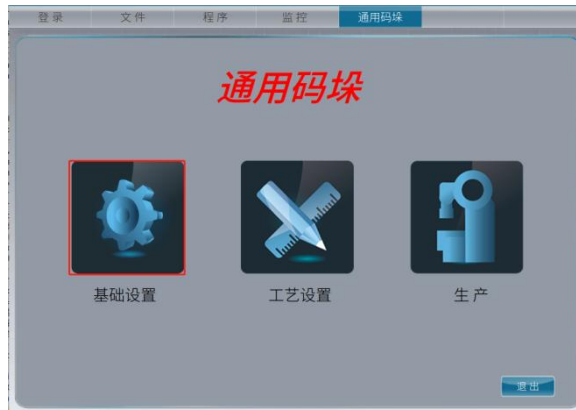 登录 文件 程序 监控 通用码垛
通用码垛
基础设置 工艺设置 生产
退出